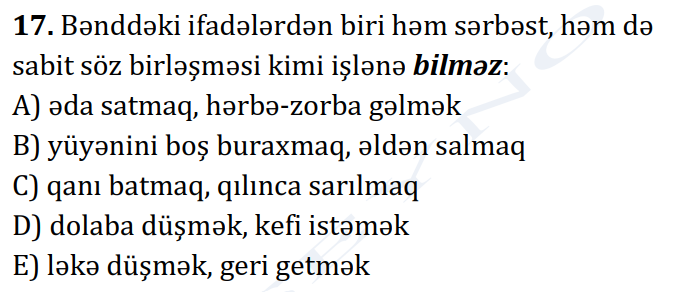 17. Bənddəki ifadələrdən biri həm sərbəst, həm də
sabit söz birləşməsi kimi işlənə bilməz:
A) əda satmaq, hərbə-zorba gəlmək
B) yüyənini boş buraxmaq, əldən salmaq
C) qanı batmaq, qılınca sarılmaq
D) dolaba düşmək, kefi istəmək
E) ləkə düşmək, geri getmək